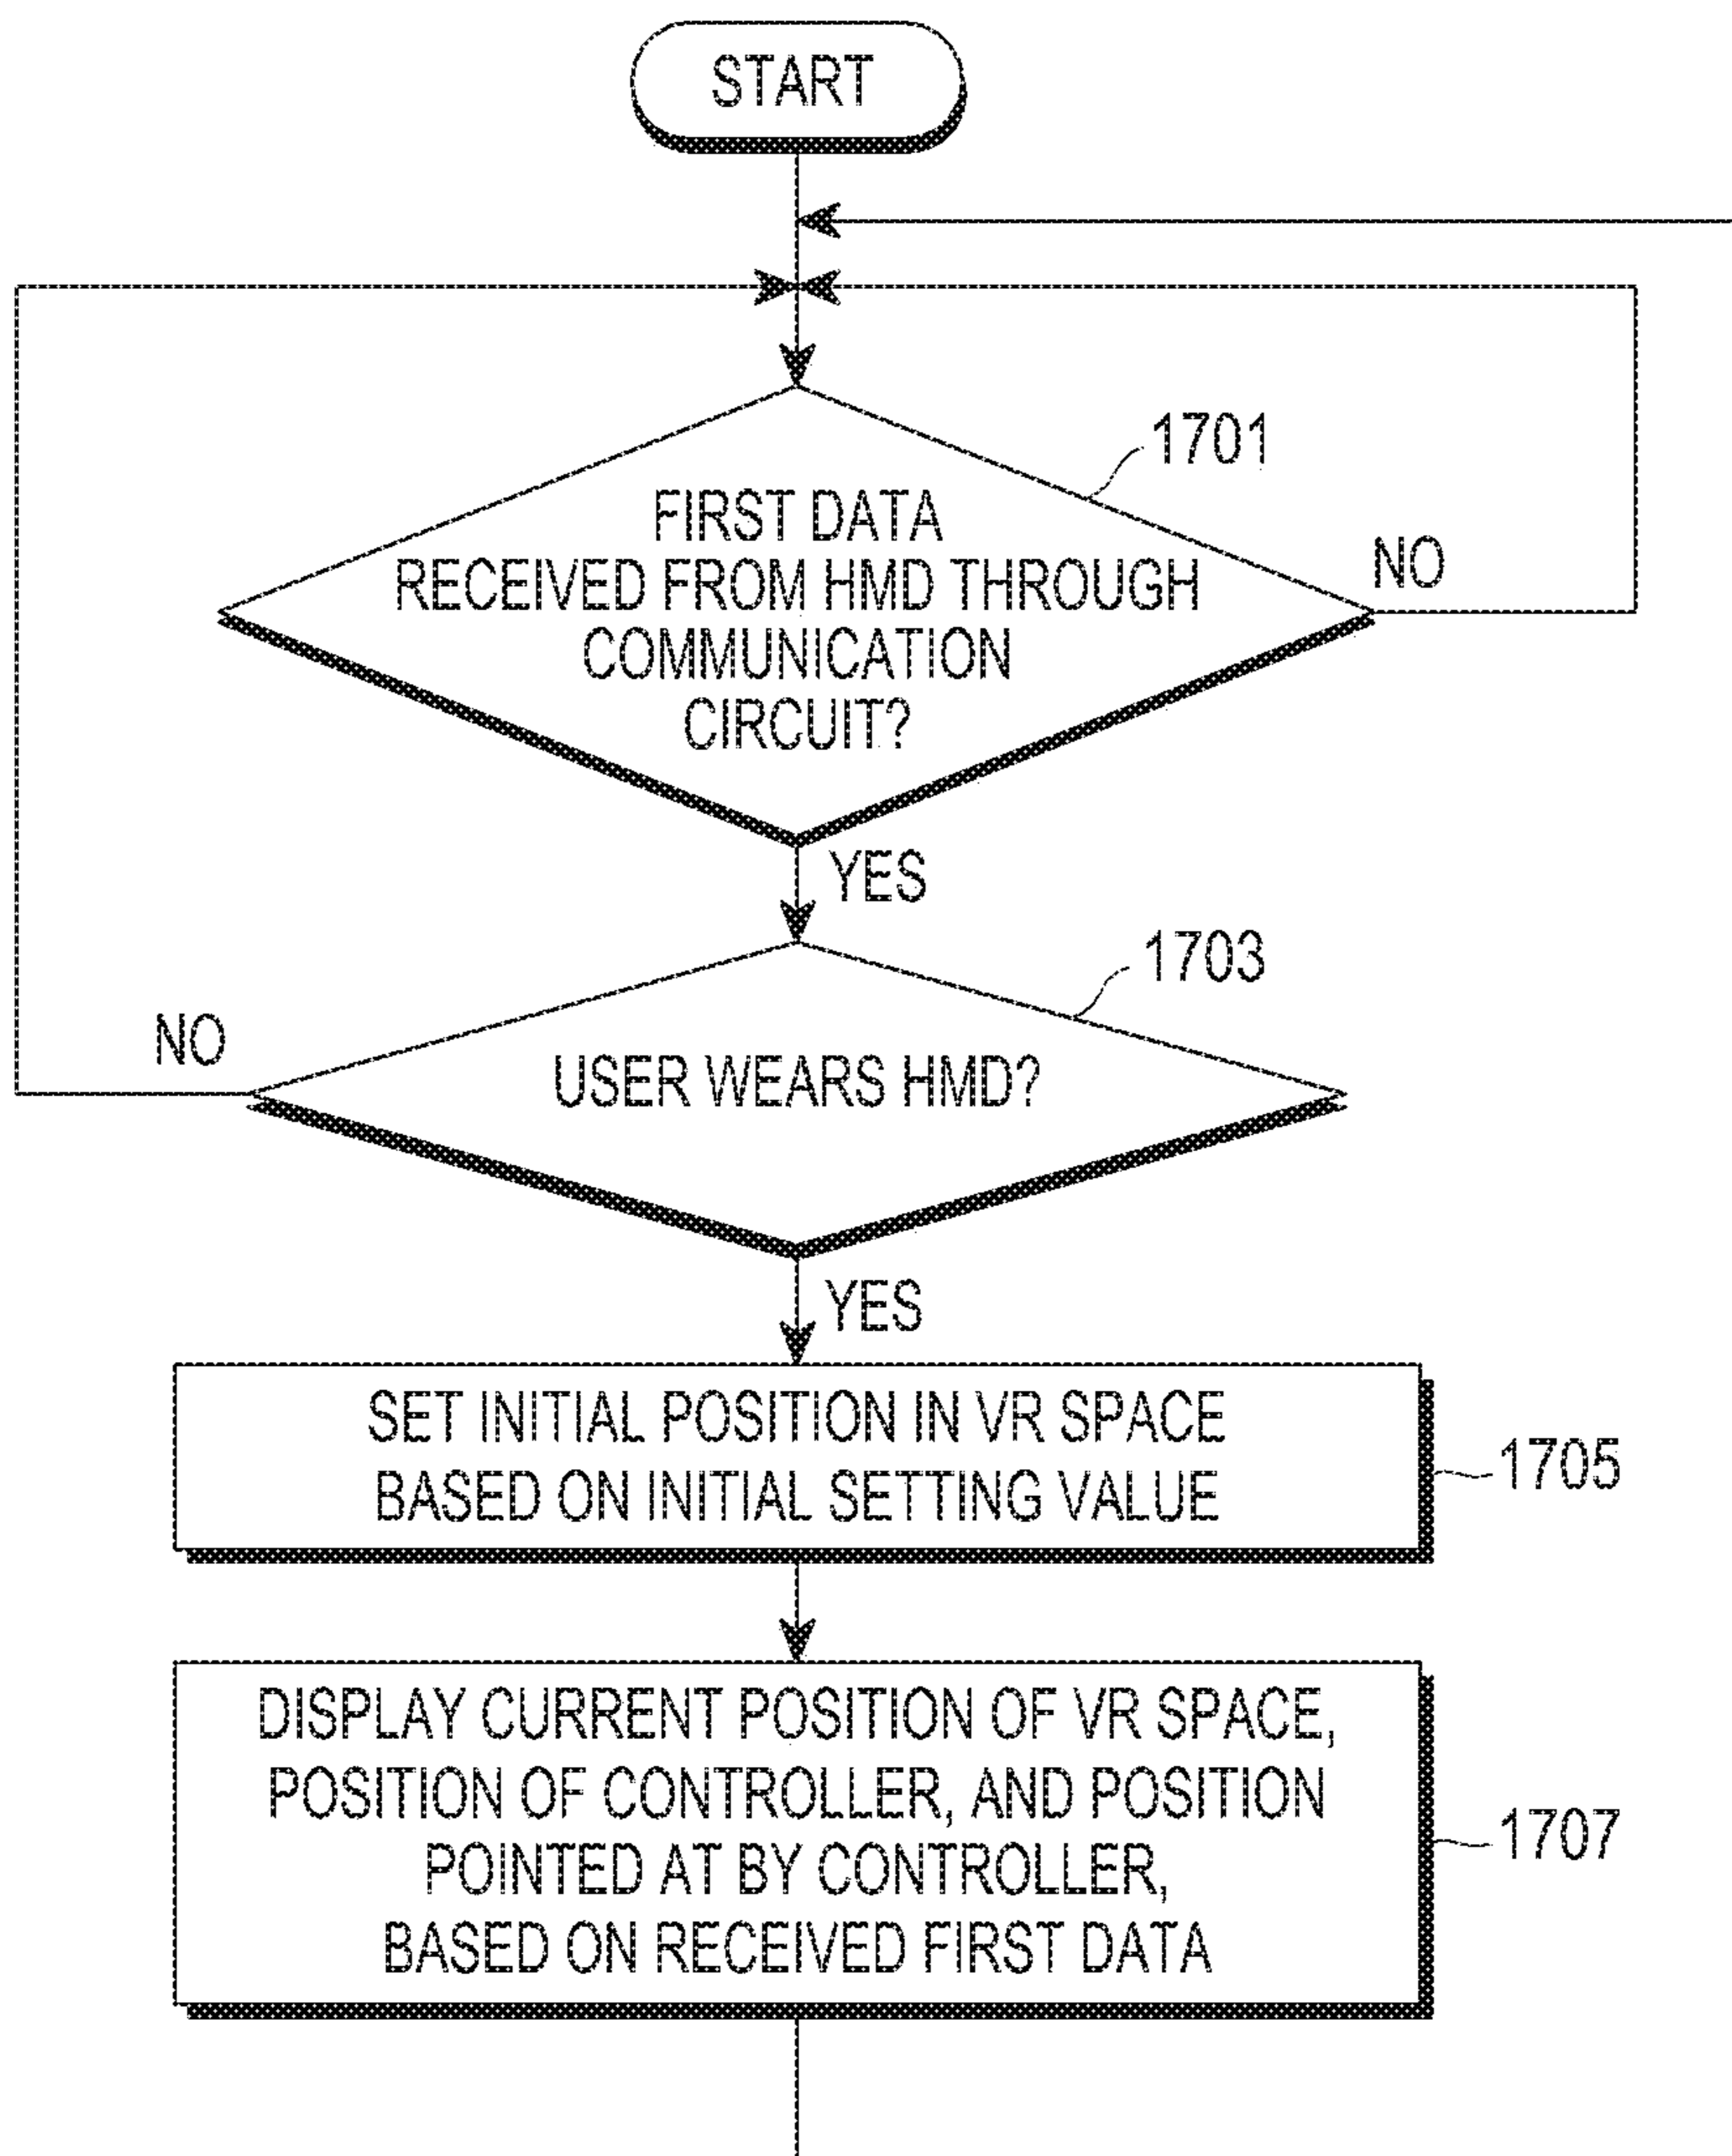 START
1701
FIRST DATA
RECEIVED FROM HMD THROUGH
COMMUNICATION
CIRCUIT?
NO
YES
1703
NO
USER WEARS HMD?
YES
SET INITIAL POSITION IN VR SPACE
BASED ON INITIAL SETTING VALUE
1705
DISPLAY CURRENT POSITION OF VR SPACE,
POSITION OF CONTROLLER, AND POSITION
POINTED AT BY CONTROLLER,
BASED ON RECEIVED FIRST DATA
1707